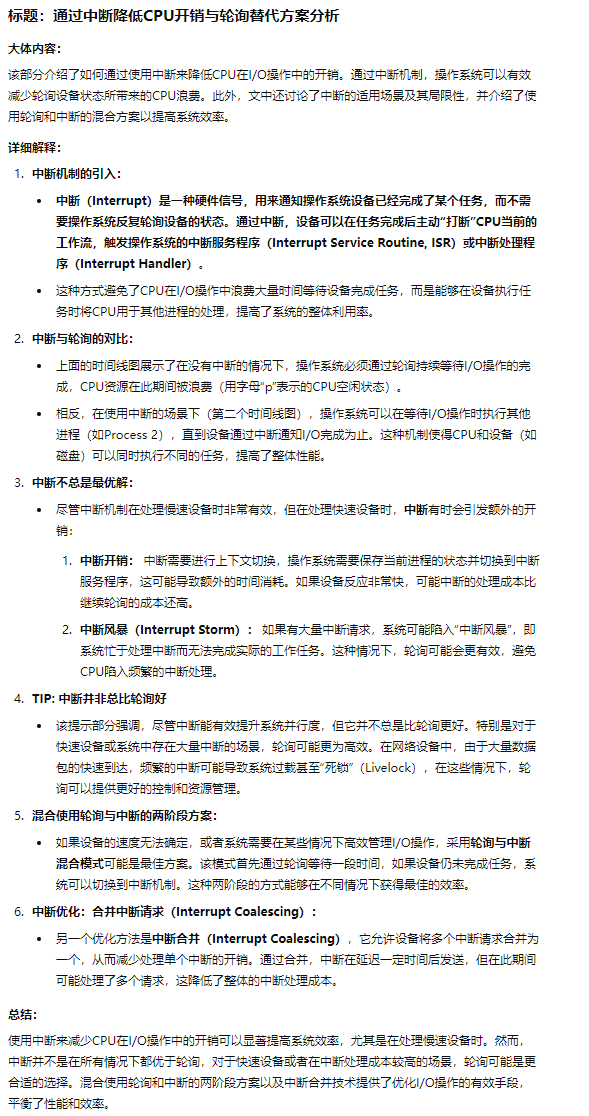 标题：通过中断降低CPU开销与轮询替代方案分析
大体内容：
该部分介绍了如何通过使用中断来降低CPU在I/O操作中的开销。通过中断机制，操作系统可以有效
减少轮询设备状态所带来的CPU浪费。此外，文中还讨论了中断的适用场景及其局限性，并介绍了使
用轮询和中断的混合方案以提高系统效率。
详细解释：
1. 中断机制的引入：
• 中断（Interrupt）是一种硬件信号，用来通知操作系统设备已经完成了某个任务，而不需
要操作系统反复轮询设备的状态。通过中断，设备可以在任务完成后主动“打断”CPU当前的
工作流，触发操作系统的中断服务程序（Interrupt Service Routine, ISR）或中断处理程
序（Interrupt Handler）。
• 这种方式避免了CPU在I/O操作中浪费大量时间等待设备完成任务，而是能够在设备执行任
务时将CPU用于其他进程的处理，提高了系统的整体利用率。
2. 中断与轮询的对比：
• 上面的时间线图展示了在没有中断的情况下，操作系统必须通过轮询持续等待I/O操作的完
成，CPU资源在此期间被浪费（用字母“p”表示的CPU空闲状态）。
• 相反，在使用中断的场景下（第二个时间线图），操作系统可以在等待I/O操作时执行其他
进程（如Process 2），直到设备通过中断通知I/O完成为止。这种机制使得CPU和设备（如
磁盘）可以同时执行不同的任务，提高了整体性能。
3. 中断不总是最优解：
• 尽管中断机制在处理慢速设备时非常有效，但在处理快速设备时，中断有时会引发额外的开
销：
1. 中断开销： 中断需要进行上下文切换，操作系统需要保存当前进程的状态并切换到中断
服务程序，这可能导致额外的时间消耗。如果设备反应非常快，可能中断的处理成本比
继续轮询的成本还高。
2. 中断风暴（Interrupt Storm）： 如果有大量中断请求，系统可能陷入“中断风暴”，即
系统忙于处理中断而无法完成实际的工作任务。这种情况下，轮询可能会更有效，避免
CPU陷入频繁的中断处理。
4. TIP: 中断并非总比轮询好
• 该提示部分强调，尽管中断能有效提升系统并行度，但它并不总是比轮询更好。特别是对于
快速设备或系统中存在大量中断的场景，轮询可能更为高效。在网络设备中，由于大量数据
包的快速到达，频繁的中断可能导致系统过载甚至“死锁”（Livelock），在这些情况下，轮
询可以提供更好的控制和资源管理。
5. 混合使用轮询与中断的两阶段方案：
• 如果设备的速度无法确定，或者系统需要在某些情况下高效管理I/O操作，采用轮询与中断
混合模式可能是最佳方案。该模式首先通过轮询等待一段时间，如果设备仍未完成任务，系
统可以切换到中断机制。这种两阶段的方式能够在不同情况下获得最佳的效率。
6. 中断优化：合并中断请求（Interrupt Coalescing）：
• 另一个优化方法是中断合并（Interrupt Coalescing），它允许设备将多个中断请求合并为
一个，从而减少处理单个中断的开销。通过合并，中断在延迟一定时间后发送，但在此期间
可能处理了多个请求，这降低了整体的中断处理成本。
总结：
使用中断来减少CPU在I/O操作中的开销可以显著提高系统效率，尤其是在处理慢速设备时。然而，
中断并不是在所有情况下都优于轮询，对于快速设备或者在中断处理成本较高的场景，轮询可能是更
合适的选择。混合使用轮询和中断的两阶段方案以及中断合并技术提供了优化I/O操作的有效手段，
平衡了性能和效率。